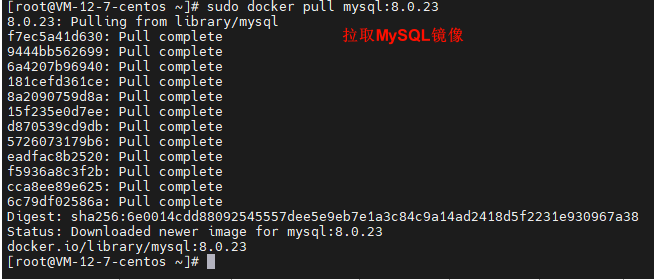 [root@VM-12-7-centos ~]# sudo docker pull mysql:8.0.23
8.0.23: Pulling from library/mysql
f7ec5a41d630: Pull complete
拉取MySQL镜像
9444bb562699: Pull complete
6a4207b96940: Pull complete
181cefd361ce: Pull complete
8a2090759d8a: Pull complete
15f235e0d7ee: Pull complete
d870539cd9db: Pull complete
5726073179b6: Pull complete
eadfac8b2520: Pull complete
f5936a8c3f2b: Pull complete
cca8ee89e625: Pull complete
6c79df02586a: Pull complete
Digest: sha256:6e0014cdd88092545557dee5e9eb7e1a3c84c9a14ad2418d5f2231e930967a38
Status: Downloaded newer image for mysql:8.0.23
docker.io/library/mysql:8.0.23
[root@VM-12-7-centos ~]#